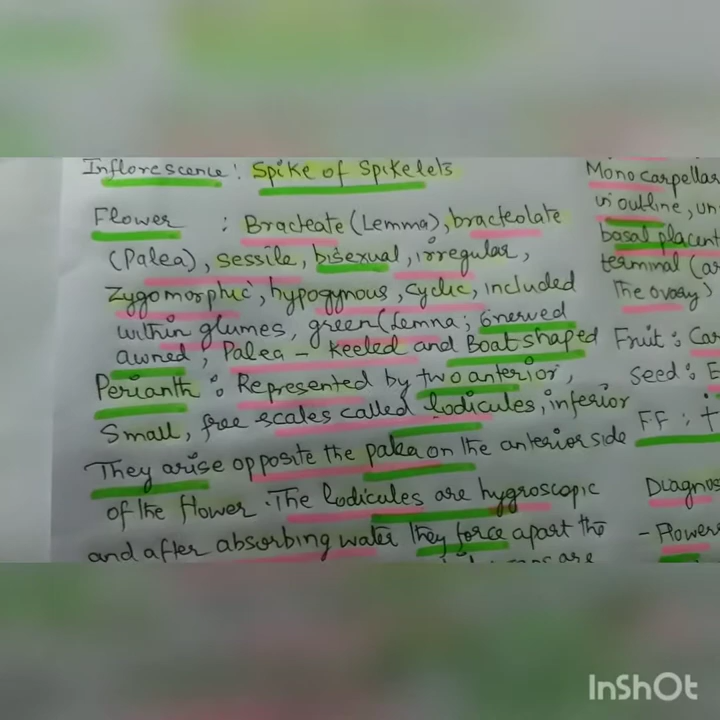 Inflorescence : Spike of Spikelets
Flower : Bracteate (Lemma), bracteolate
(Palea), sessile, bisexual, irregular,
Zygomorphic, hypogynous, cyclic, included
within glumes, green (Lemma; 6nerved
awned; Palea - keeled and Boat shaped
Perianth : Represented by two anterior,
Small, free scales called lodicules, inferior
They arise opposite the palea on the anterior side
of the flower. The lodicules are hygroscopic
and after absorbing water they force apart the
are
Monocarpellar
in outline, un
basal placent
terminal (ar
The ovary)
Fruit : Car
Seed : E
FF : †
Diagnos
- Flowers
InShOt